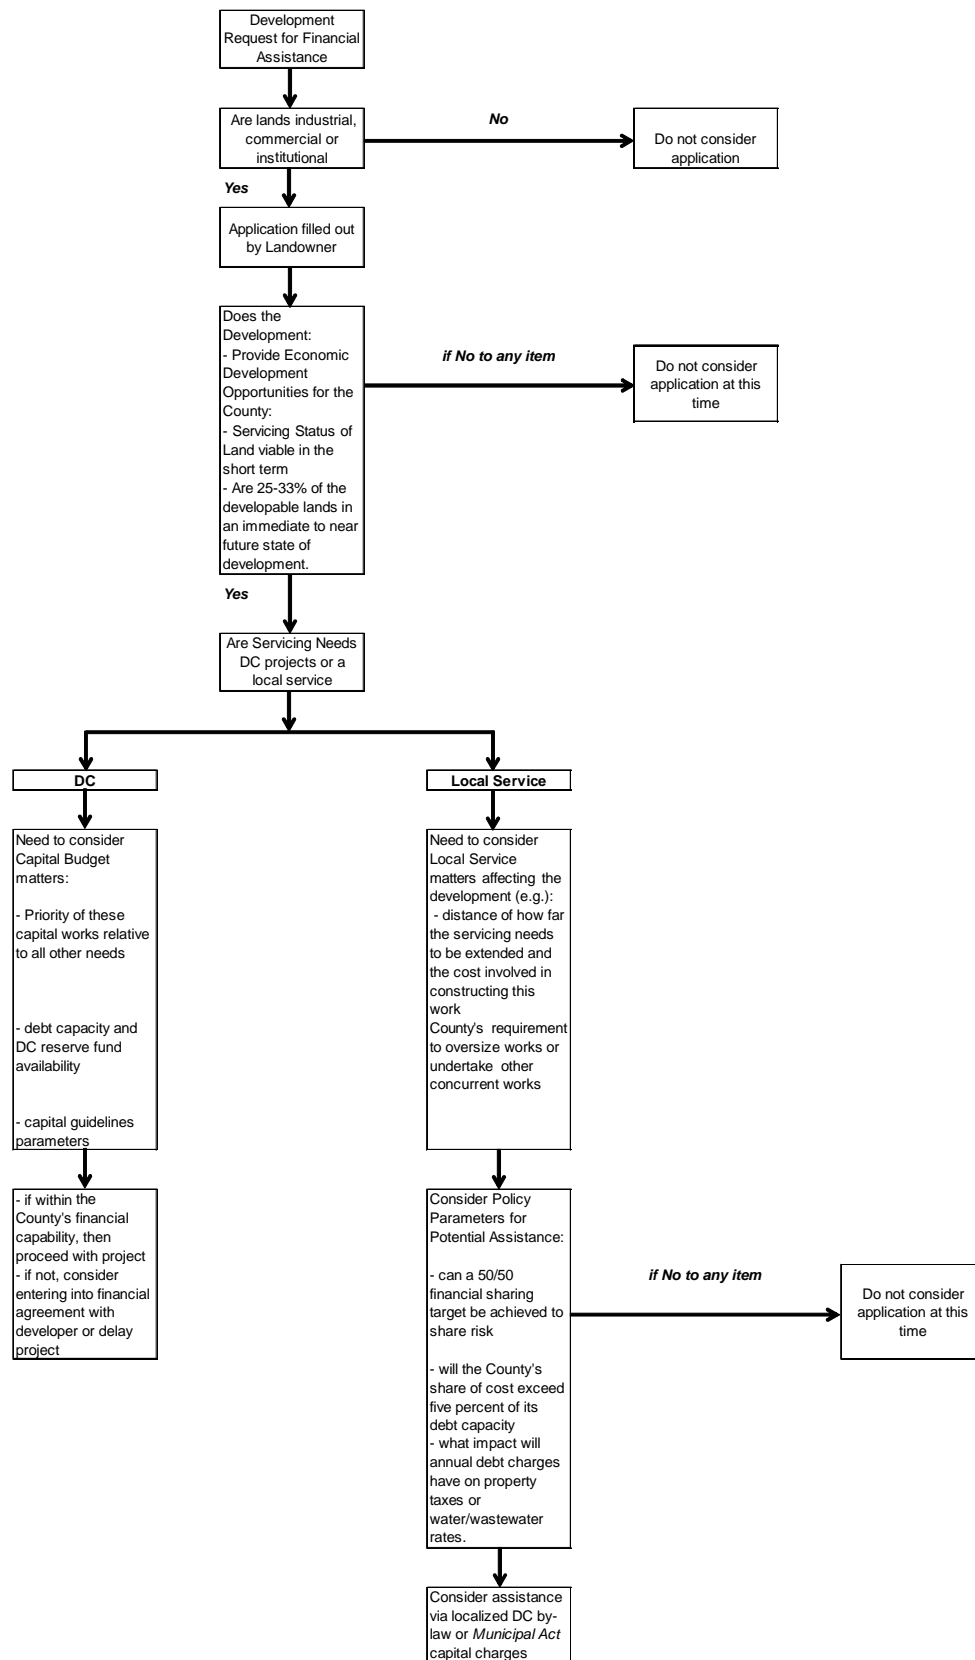 Development
Request for Financial
Assistance
Are lands industrial,
commercial or
institutional
No
Do not consider
application
Yes
Application filled out
by Landowner
Does the
Development:
- Provide Economic
Development
Opportunities for the
County:
- Servicing Status of
Land viable in the
short term
- Are 25-33% of the
developable lands in
an immediate to near
future state of
development.
if No to any item
Do not consider
application at this
time
Yes
Are Servicing Needs
DC projects or a
local service
DC
Need to consider
Capital Budget
matters:
- Priority of these
capital works relative
to all other needs
- debt capacity and
DC reserve fund
availability
- capital guidelines
parameters
- if within the
County's financial
capability, then
proceed with project
- if not, consider
entering into financial
agreement with
developer or delay
project
Local Service
Need to consider
Local Service
matters affecting the
development (e.g.):
- distance of how far
the servicing needs
to be extended and
the cost involved in
constructing this
work
County's requirement
to oversize works or
undertake other
concurrent works
Consider Policy
Parameters for
Potential Assistance:
- can a 50/50
financial sharing
target be achieved to
share risk
- will the County's
share of cost exceed
five percent of its
debt capacity
- what impact will
annual debt charges
have on property
taxes or
water/wastewater
rates.
if No to any item
Do not consider
application at this
time
Consider assistance
via localized DC by-
law or Municipal Act
capital charges